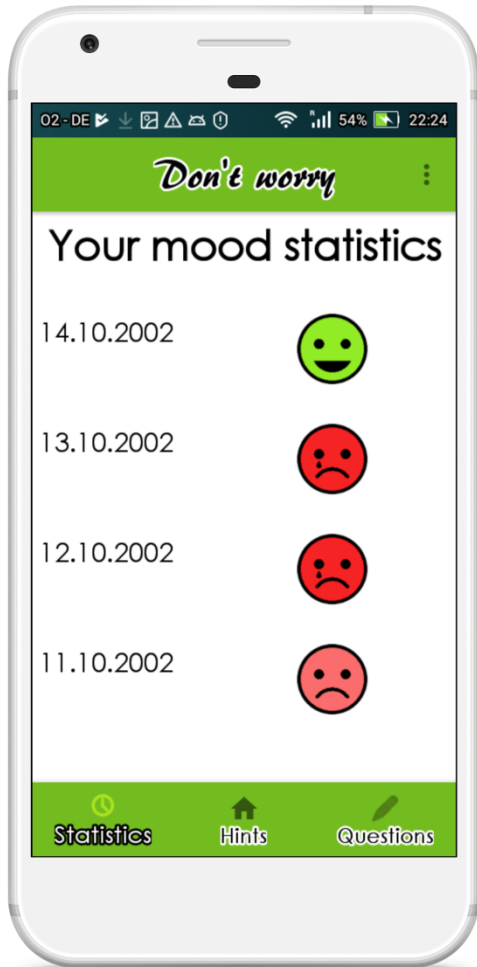 02 - DE 54% 22:24
Don't worry
Your mood statistics
14.10.2002
13.10.2002
12.10.2002
11.10.2002
Statistics Hints Questions